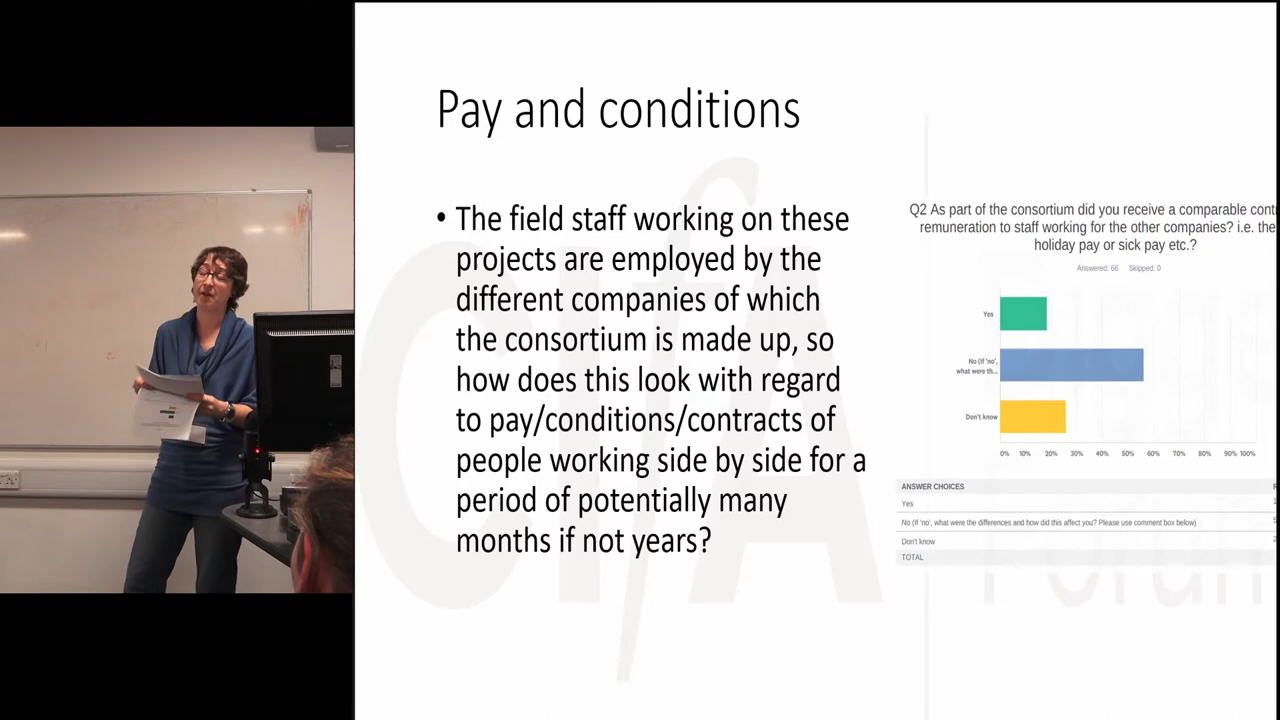 Pay and conditions
• The field staff working on these
projects are employed by the
different companies of which
the consortium is made up, so
how does this look with regard
to pay/conditions/contracts of
people working side by side for a
period of potentially many
months if not years?
Q2 As part of the consortium did you receive a comparable
remuneration to staff working for the other companies? i.e.
holiday pay or sick pay etc.?
Answered: 66 Skipped: 0
Yes
No (If 'no',
what were th...
Don't know
0% 10% 20% 30% 40% 50% 60% 70% 80% 90% 100%
ANSWER CHOICES
Yes
No (If 'no', what were the differences and how did this affect you? Please use comment box below)
Don't know
TOTAL
CIfA
Forum